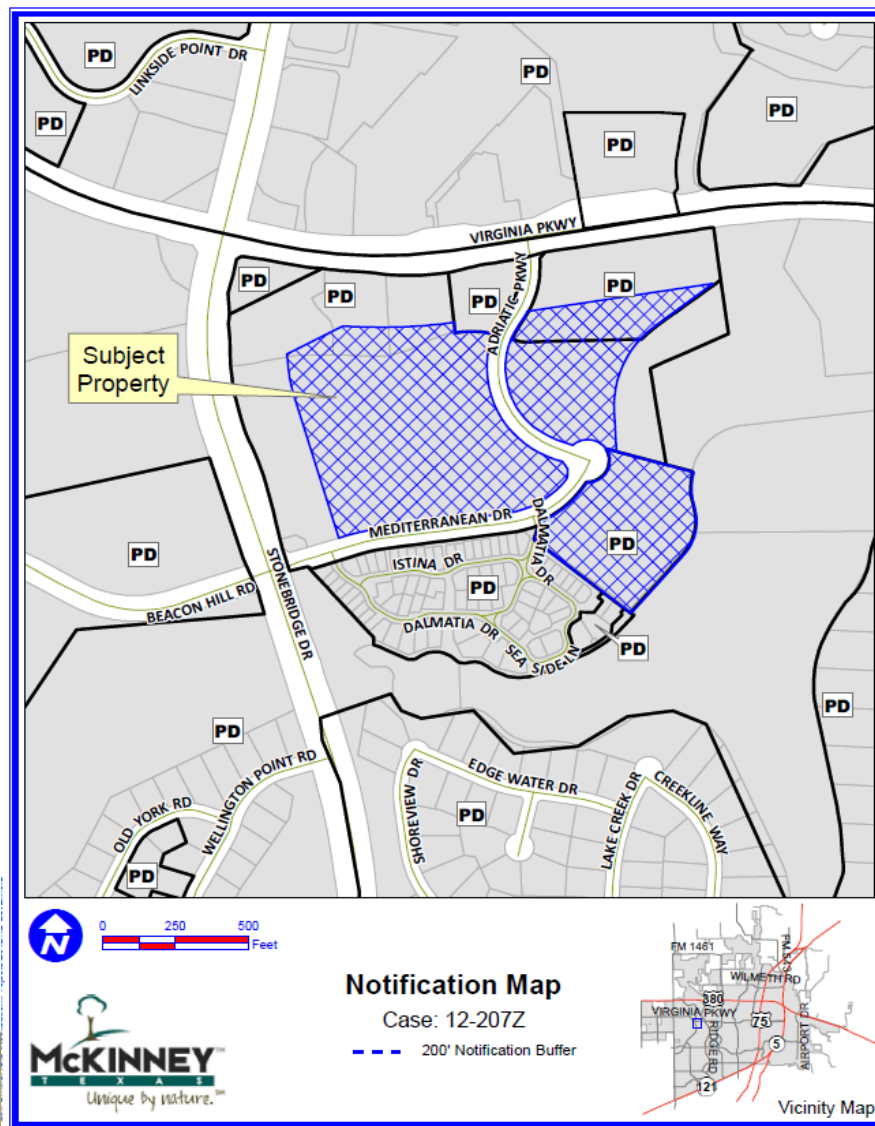 PD
LINKSIDE POINT DR
PD
PD
PD
PD
VIRGINIA PKWY
PD
PD
PD
PD
ADRIATIC PKWY
Subject
Property
MEDITERRANEAN DR
DALMATIA DR
PD
ISTINA DR
PD
PD
BEACON HILL RD
STONEBRIDGE DR
DALMATIA DR
SEA SIDE LN
PD
PD
PD
OLD YORK RD
WELLINGTON POINT RD
PD
SHOREVIEW DR
EDGE WATER DR
PD
LAKE CREEK DR
CREEKLINE WAY
N
0 250 500
Feet
Notification Map
Case: 12-207Z
200' Notification Buffer
McKINNEY
TEXAS
Unique by nature.
FM 1461
FM 543
WILMETH RD
380
VIRGINIA PKWY
75
RIDGE RD
5
AIRPORT DR
121
Vicinity Map